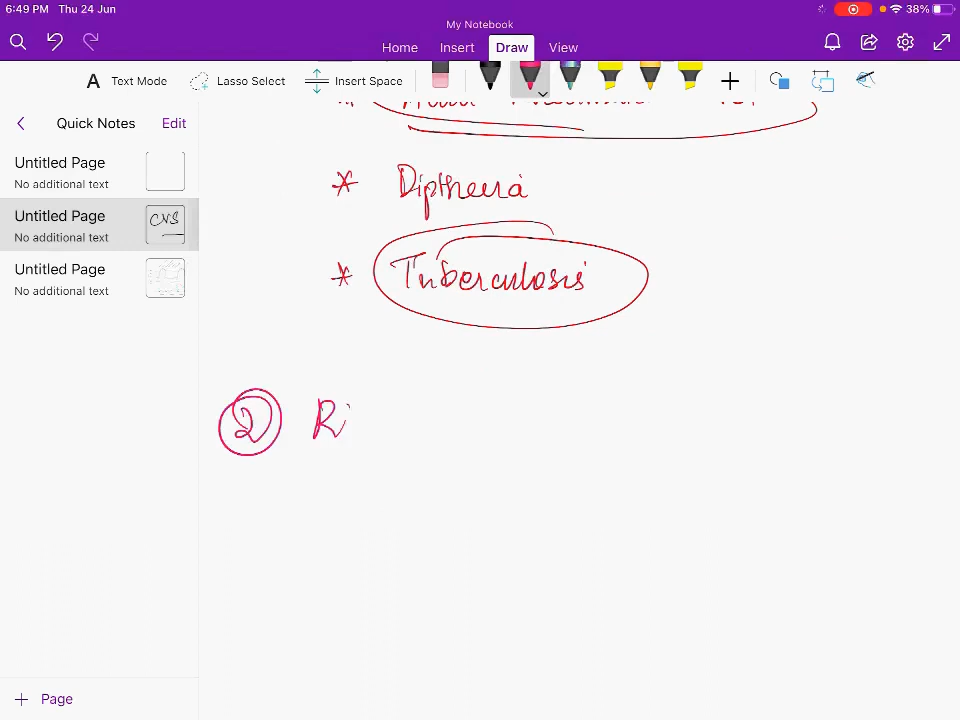 6:49 PM Thu 24 Jun
38%
My Notebook
Home Insert Draw View
Text Mode Lasso Select Insert Space
Quick Notes Edit
Untitled Page
No additional text
Untitled Page
No additional text
CNS
Untitled Page
No additional text
* Diptheria
* Tuberculosis
2 Ri
+ Page